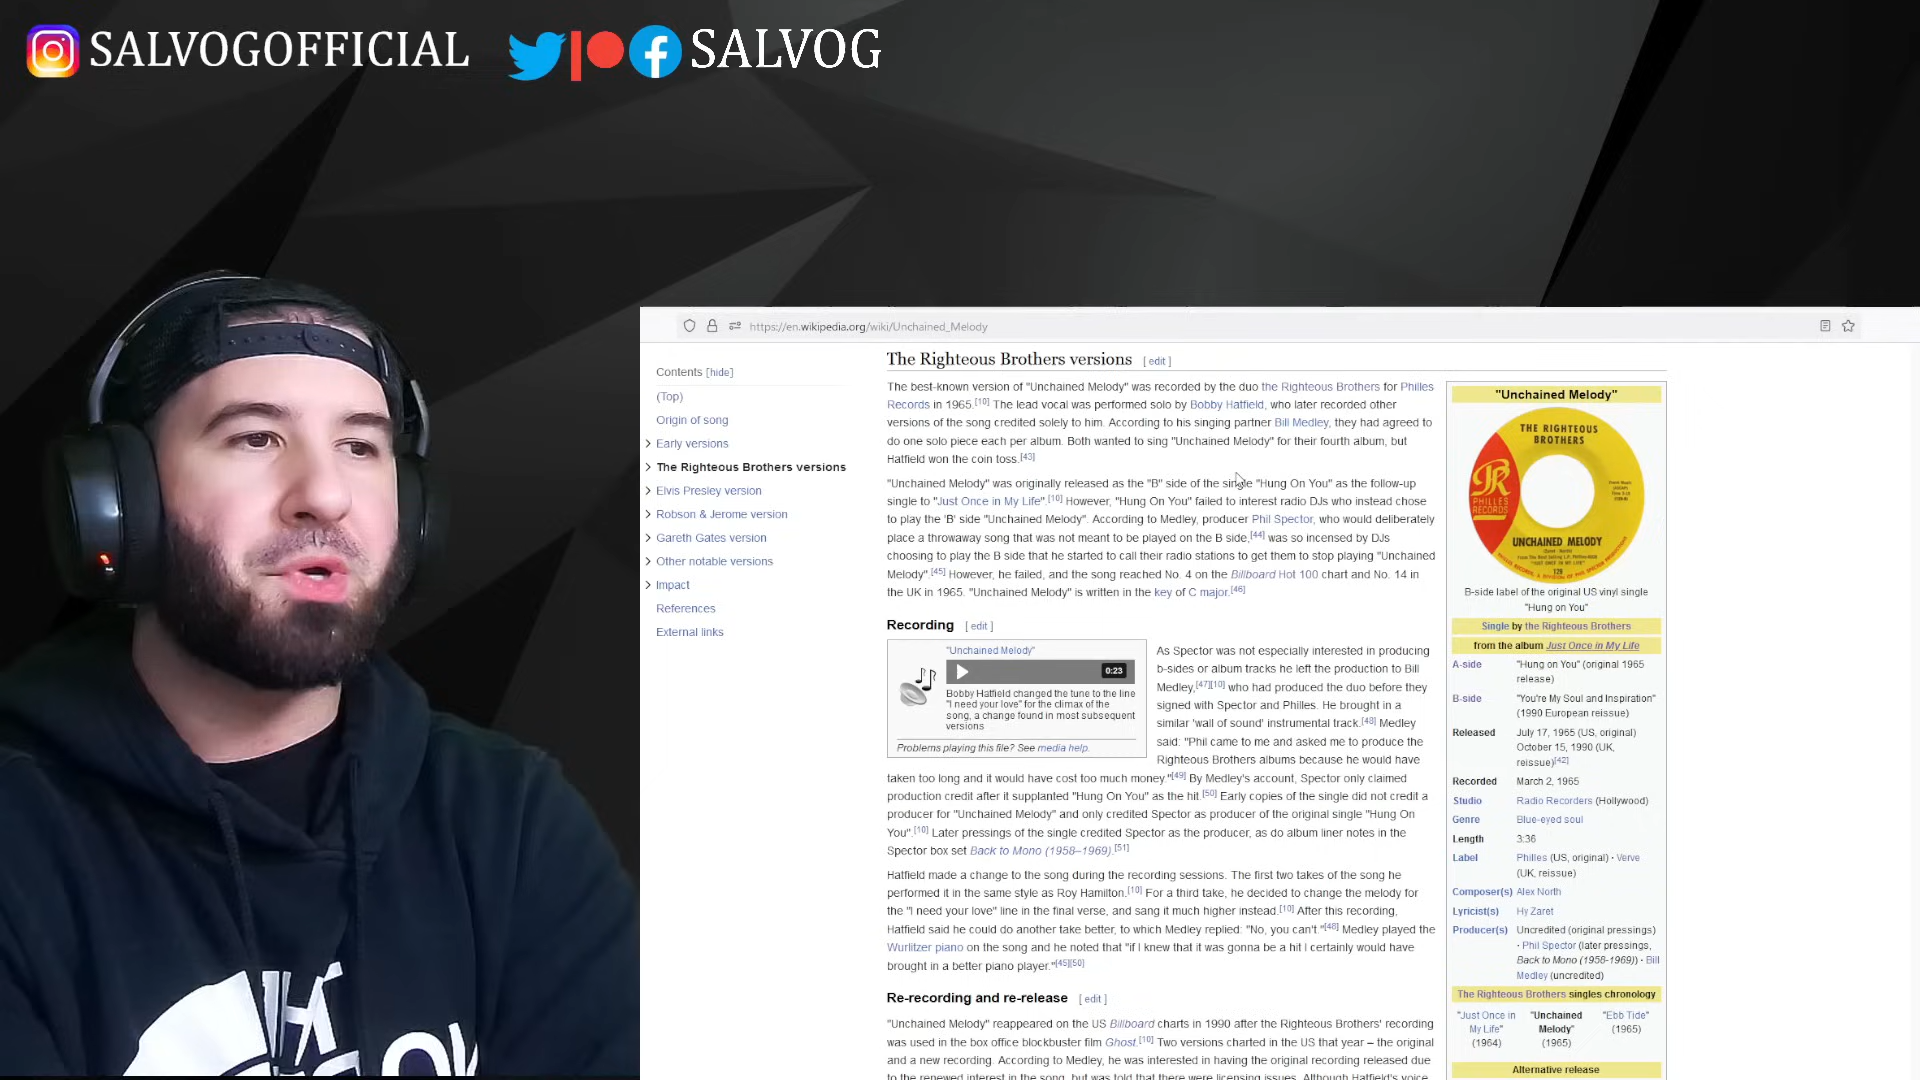 SALVOGOFFICIAL SALVOG
https://en.wikipedia.org/wiki/Unchained_Melody
Contents [hide]
(Top)
Origin of song
Early versions
The Righteous Brothers versions
Elvis Presley version
Robson & Jerome version
Gareth Gates version
Other notable versions
Impact
References
External links
The Righteous Brothers versions [ edit ]
The best-known version of "Unchained Melody" was recorded by the duo the Righteous Brothers for Philles
Records in 1965.[10] The lead vocal was performed solo by Bobby Hatfield, who later recorded other
versions of the song credited solely to him. According to his singing partner Bill Medley, they had agreed to
do one solo piece each per album. Both wanted to sing "Unchained Melody" for their fourth album, but
Hatfield won the coin toss.[43]
"Unchained Melody" was originally released as the "B" side of the single "Hung On You" as the follow-up
single to "Just Once in My Life".[10] However, "Hung On You" failed to interest radio DJs who instead chose
to play the 'B' side "Unchained Melody". According to Medley, producer Phil Spector, who would deliberately
place a throwaway song that was not meant to be played on the B side,[44] was so incensed by DJs
choosing to play the B side that he started to call their radio stations to get them to stop playing "Unchained
Melody".[45] However, he failed, and the song reached No. 4 on the Billboard Hot 100 chart and No. 14 in
the UK in 1965. "Unchained Melody" is written in the key of C major.[46]
Recording [ edit ]
"Unchained Melody"
0:23
Bobby Hatfield changed the tune to the line
"I need your love" for the climax of the
song, a change found in most subsequent
versions
Problems playing this file? See media help.
As Spector was not especially interested in producing
b-sides or album tracks he left the production to Bill
Medley,[47][10] who had produced the duo before they
signed with Spector and Philles. He brought in a
similar 'wall of sound' instrumental track.[48] Medley
said: "Phil came to me and asked me to produce the
Righteous Brothers albums because he would have
taken too long and it would have cost too much money."[49] By Medley's account, Spector only claimed
production credit after it supplanted "Hung On You" as the hit.[50] Early copies of the single did not credit a
producer for "Unchained Melody" and only credited Spector as producer of the original single "Hung On
You".[10] Later pressings of the single credited Spector as the producer, as do album liner notes in the
Spector box set Back to Mono (1958–1969).[51]
Hatfield made a change to the song during the recording sessions. The first two takes of the song he
performed it in the same style as Roy Hamilton.[10] For a third take, he decided to change the melody for
the "I need your love" line in the final verse, and sang it much higher instead.[10] After this recording,
Hatfield said he could do another take better, to which Medley replied: "No, you can't."[48] Medley played the
Wurlitzer piano on the song and he noted that "if I knew that it was gonna be a hit I certainly would have
brought in a better piano player."[45][50]
Re-recording and re-release [ edit ]
"Unchained Melody" reappeared on the US Billboard charts in 1990 after the Righteous Brothers' recording
was used in the box office blockbuster film Ghost.[10] Two versions charted in the US that year – the original
and a new recording. According to Medley, he was interested in having the original recording released due
to the renewed interest in the song, but was told that there were licensing issues. Although Hatfield's voice
"Unchained Melody"
THE RIGHTEOUS
BROTHERS
PHILLES
RECORDS
UNCHAINED MELODY
B-side label of the original US vinyl single
"Hung on You"
Single by the Righteous Brothers
from the album Just Once in My Life
A-side "Hung on You" (original 1965
release)
B-side "You're My Soul and Inspiration"
(1990 European reissue)
Released July 17, 1965 (US, original)
October 15, 1990 (UK,
reissue)[42]
Recorded March 2, 1965
Studio Radio Recorders (Hollywood)
Genre Blue-eyed soul
Length 3:36
Label Philles (US, original) · Verve
(UK, reissue)
Composer(s) Alex North
Lyricist(s) Hy Zaret
Producer(s) Uncredited (original pressings)
· Phil Spector (later pressings,
Back to Mono (1958-1969)) · Bill
Medley (uncredited)
The Righteous Brothers singles chronology
"Just Once in "Unchained "Ebb Tide"
My Life" Melody" (1965)
(1964) (1965)
Alternative release